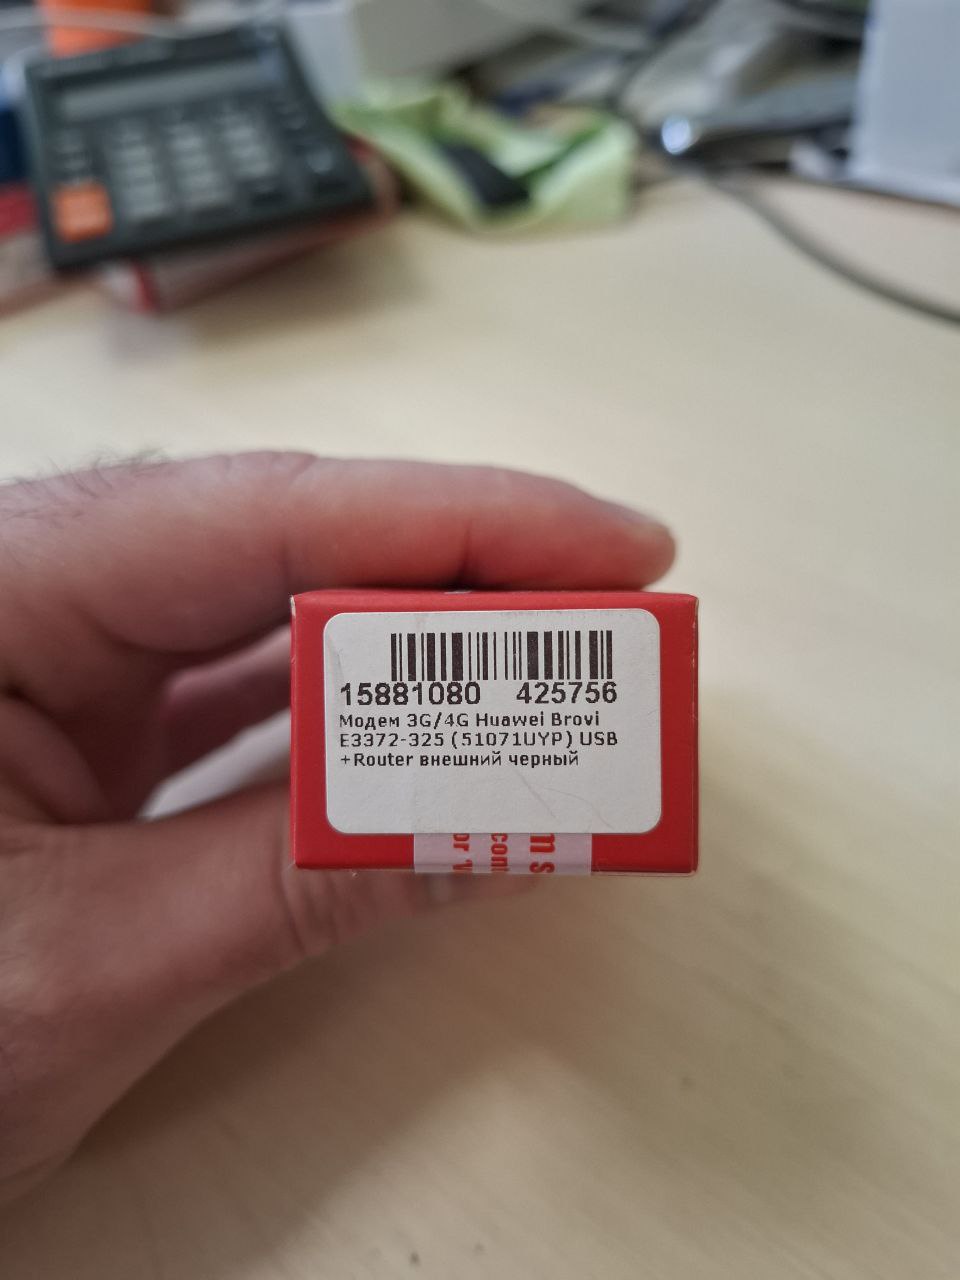 15881080 425756
Модем 3G/4G Huawei Brovi
E3372-325 (51071UYP) USB
+Router внешний черный